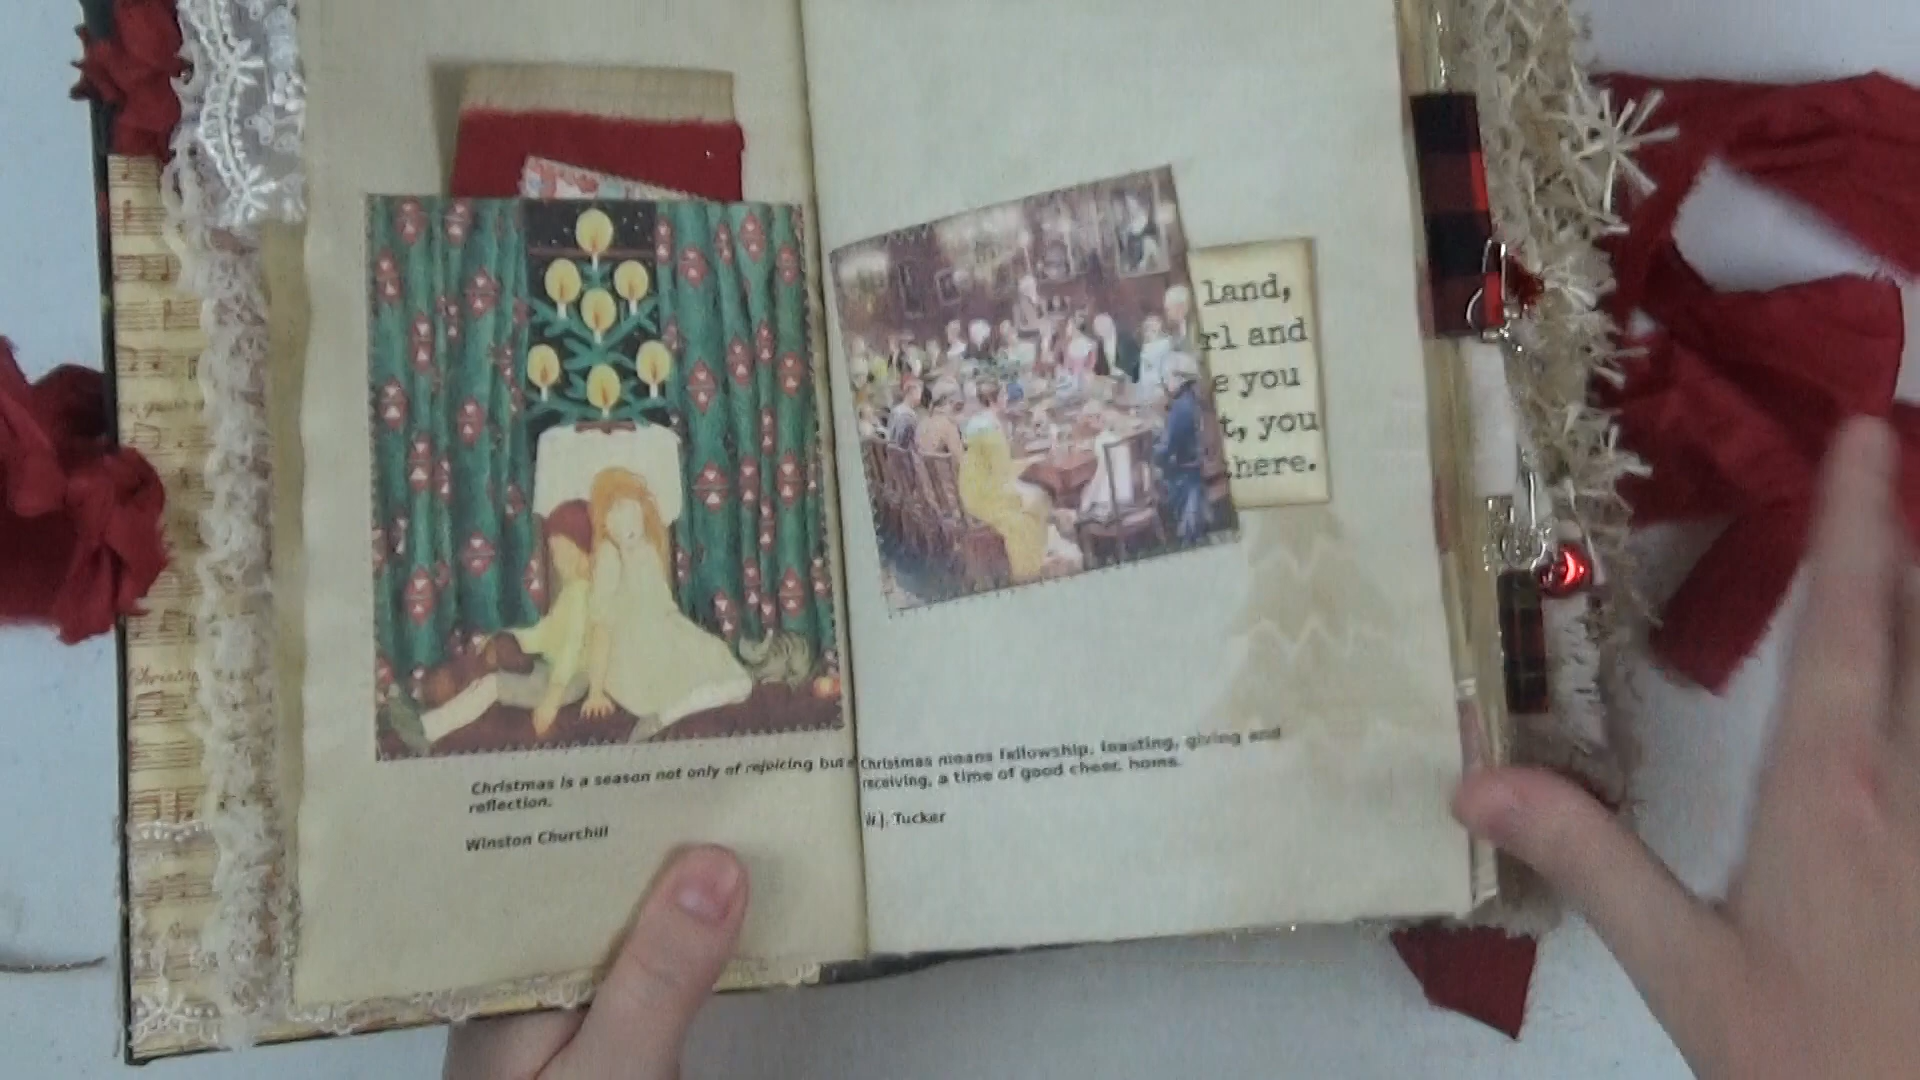 Christmas is a season not only of rejoicing but
reflection.
Winston Churchill
land,
rl and
e you
t, you
here.
Christmas means fellowship, feasting, giving and
receiving, a time of good cheer, home.
W.J. Tucker